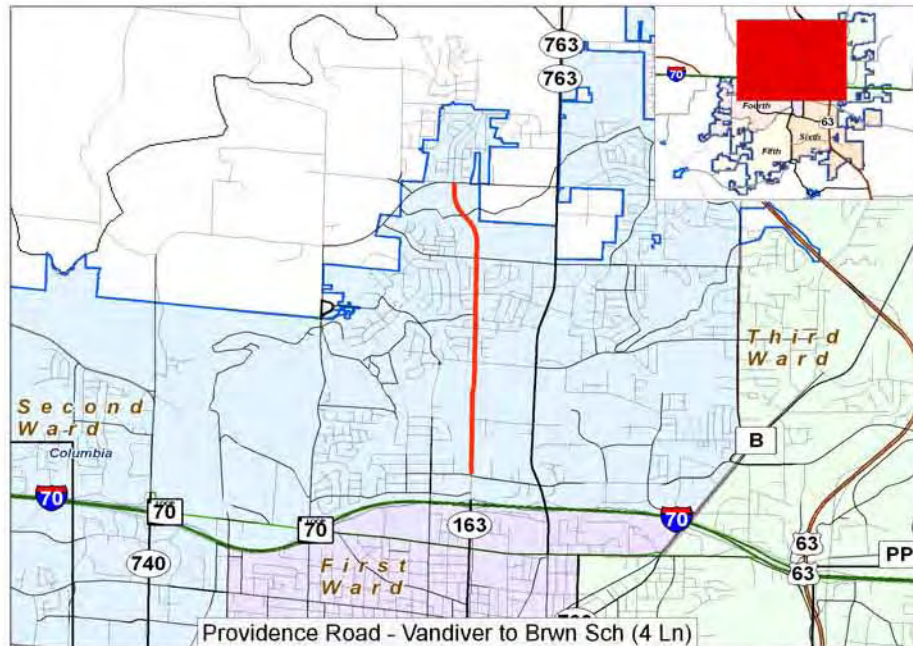 763
763
70
Fourth
63
Sixth
Fifth
Third
Ward
Second
Ward
Columbia
B
70
70
70
163
70
63
740
First
Ward
63
PP
Providence Road - Vandiver to Brwn Sch (4 Ln)